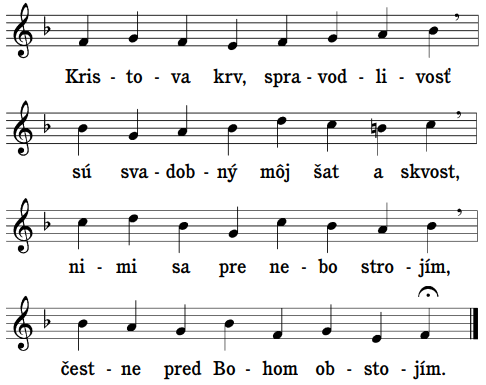 Kris - to - va krv, spra - vod - li - vosť
sú sva - dob - ný môj šat a skvost,
ni - mi sa pre ne - bo stro - jím,
čest - ne pred Bo - hom ob - sto - jím.